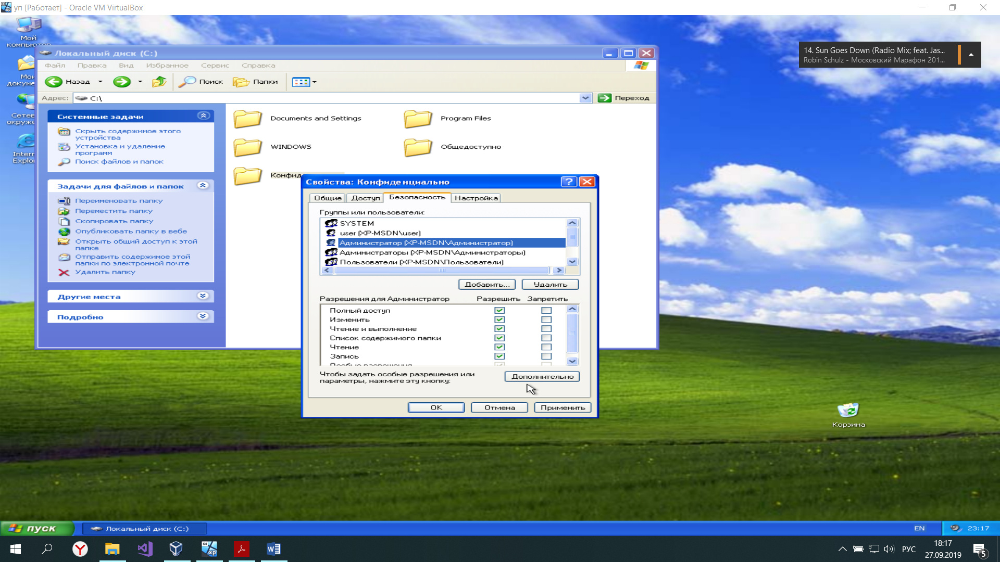 уп [Работает] - Oracle VM VirtualBox
Мой
компьютер
Мои
докуме
Сетев
окруже
Intern
Explo
Локальный диск (C:)
Файл Правка Вид Избранное Сервис Справка
Назад Поиск Папки
Адрес: C:\ Переход
Системные задачи
Скрыть содержимое этого
устройства
Установка и удаление
программ
Поиск файлов и папок
Задачи для файлов и папок
Переименовать папку
Переместить папку
Скопировать папку
Опубликовать папку в вебе
Открыть общий доступ к этой
папке
Отправить содержимое этой
папки по электронной почте
Удалить папку
Другие места
Подробно
Documents and Settings
Program Files
WINDOWS
Общедоступно
Конфид
Свойства: Конфиденциально
Общие Доступ Безопасность Настройка
Группы или пользователи:
SYSTEM
user (XP-MSDN\user)
Администратор (XP-MSDN\Администратор)
Администраторы (XP-MSDN\Администраторы)
Пользователи (XP-MSDN\Пользователи)
Добавить... Удалить
Разрешения для Администратор Разрешить Запретить
Полный доступ
Изменить
Чтение и выполнение
Список содержимого папки
Чтение
Запись
Особые разрешения
Чтобы задать особые разрешения или
параметры, нажмите эту кнопку:
Дополнительно
OK Отмена Применить
14. Sun Goes Down (Radio Mix; feat. Jas...
Robin Schulz - Московский Марафон 201...
Корзина
пуск
Локальный диск (C:)
EN
23:17
64
xp
РУС
18:17
27.09.2019
5